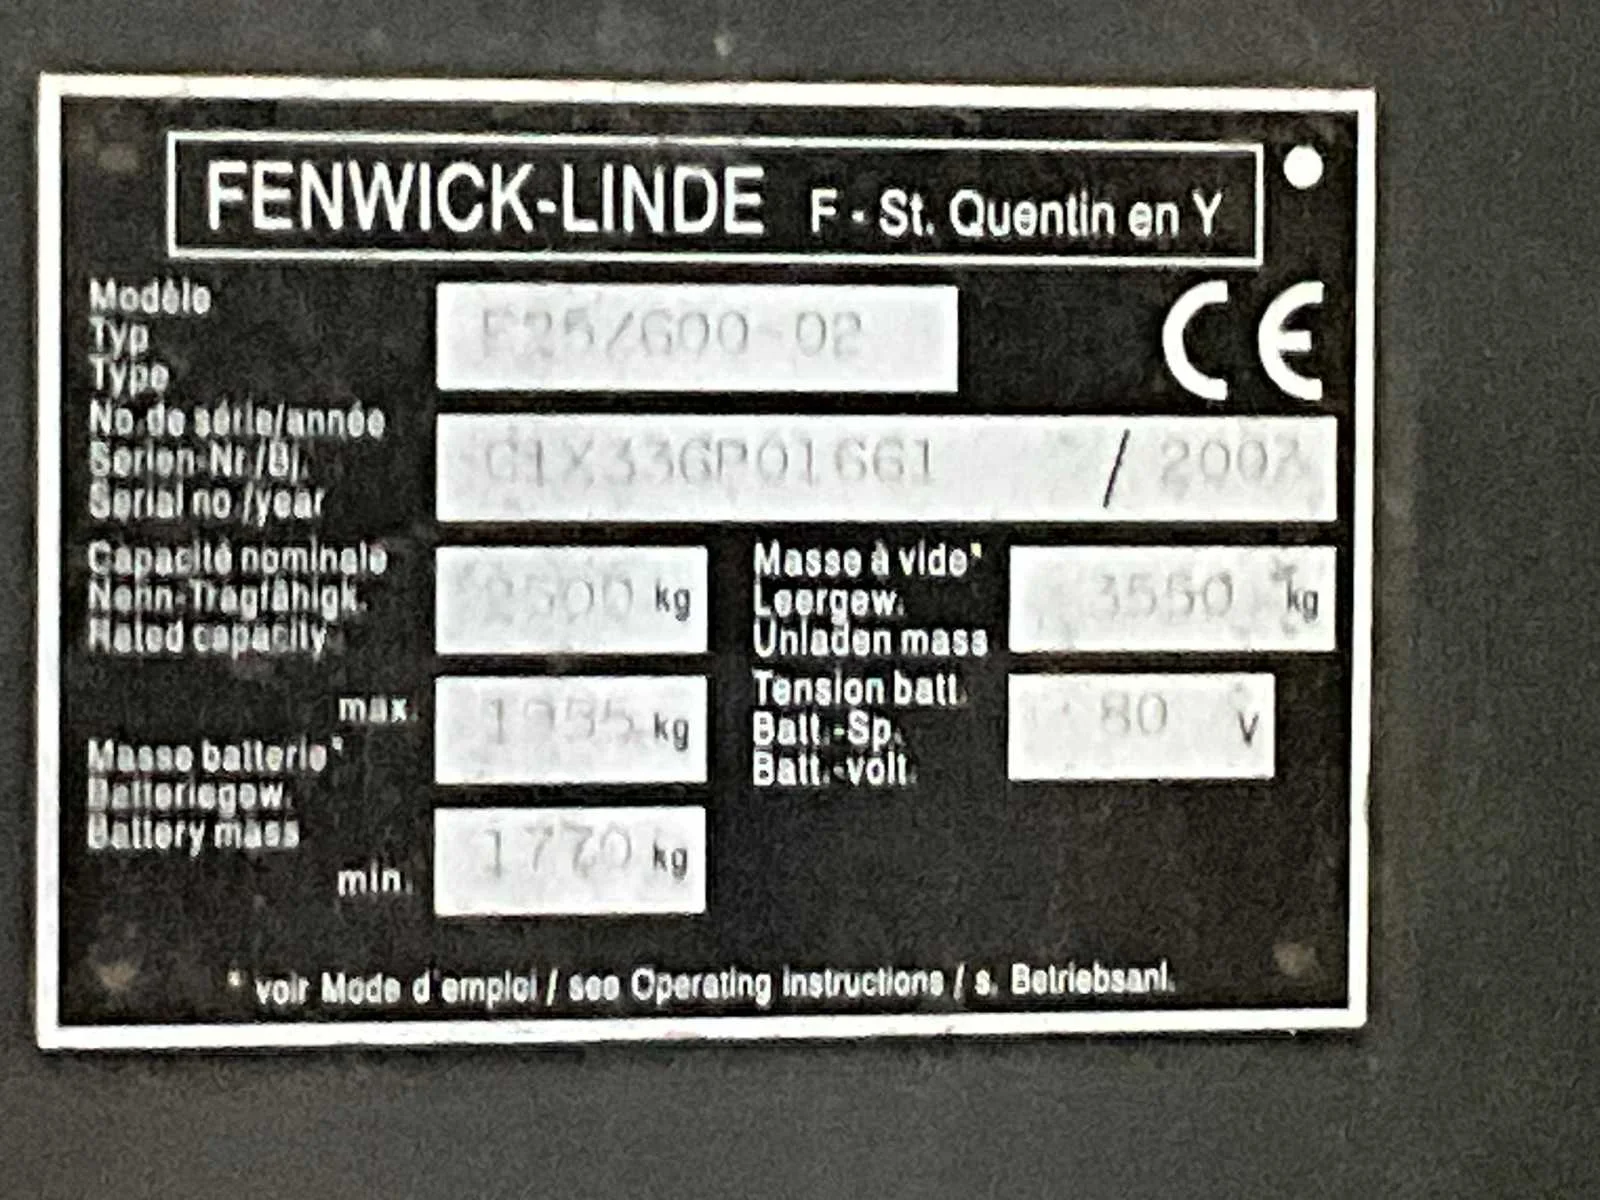 FENWICK-LINDE F - St. Quentin en Y
Modèle
Typ
Type
E25/600-02
CE
No.de série/année
Serien-Nr./Bj.
Serial no./year
G1X336P01661 / 2007
Capacité nominale
Nenn-Tragfähigk.
Rated capacity
2500 kg
Masse à vide*
Leergew.
Unladen mass
3550 kg
max.
kg
Masse batterie*
Batteriegew.
Battery mass
min.
1770 kg
Tension batt.
Batt.-Sp.
Batt.-volt.
80 V
* voir Mode d'emploi / see Operating instructions / s. Betriebsanl.